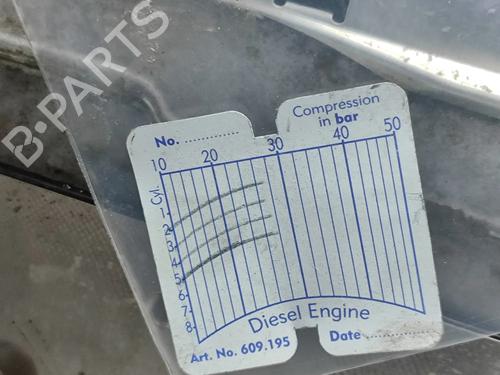 B-PARTS
No. ................
Compression
in bar
10 20 30 40 50
Cyl.
1
2
3
4
5
6
7
8
Diesel Engine
Art. No. 609.195
Date ................